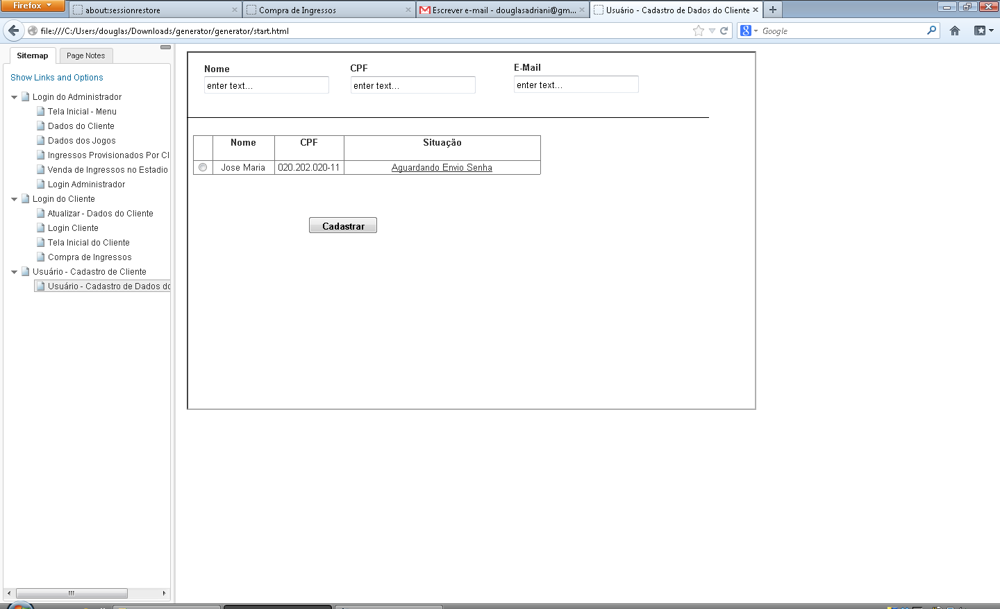 Firefox
about:sessionrestore
Compra de Ingressos
Escrever e-mail - douglasadriani@gm...
Usuário - Cadastro de Dados do Cliente
file:///C:/Users/douglas/Downloads/generator/generator/start.html
Google
Sitemap
Page Notes
Show Links and Options
Login do Administrador
Tela Inicial - Menu
Dados do Cliente
Dados dos Jogos
Ingressos Provisionados Por Cl
Venda de Ingressos no Estadio
Login Administrador
Login do Cliente
Atualizar - Dados do Cliente
Login Cliente
Tela Inicial do Cliente
Compra de Ingressos
Usuário - Cadastro de Cliente
Usuário - Cadastro de Dados do
Nome CPF E-Mail
enter text... enter text... enter text...
Nome CPF Situação
Jose Maria 020.202.020-11 Aguardando Envio Senha
Cadastrar